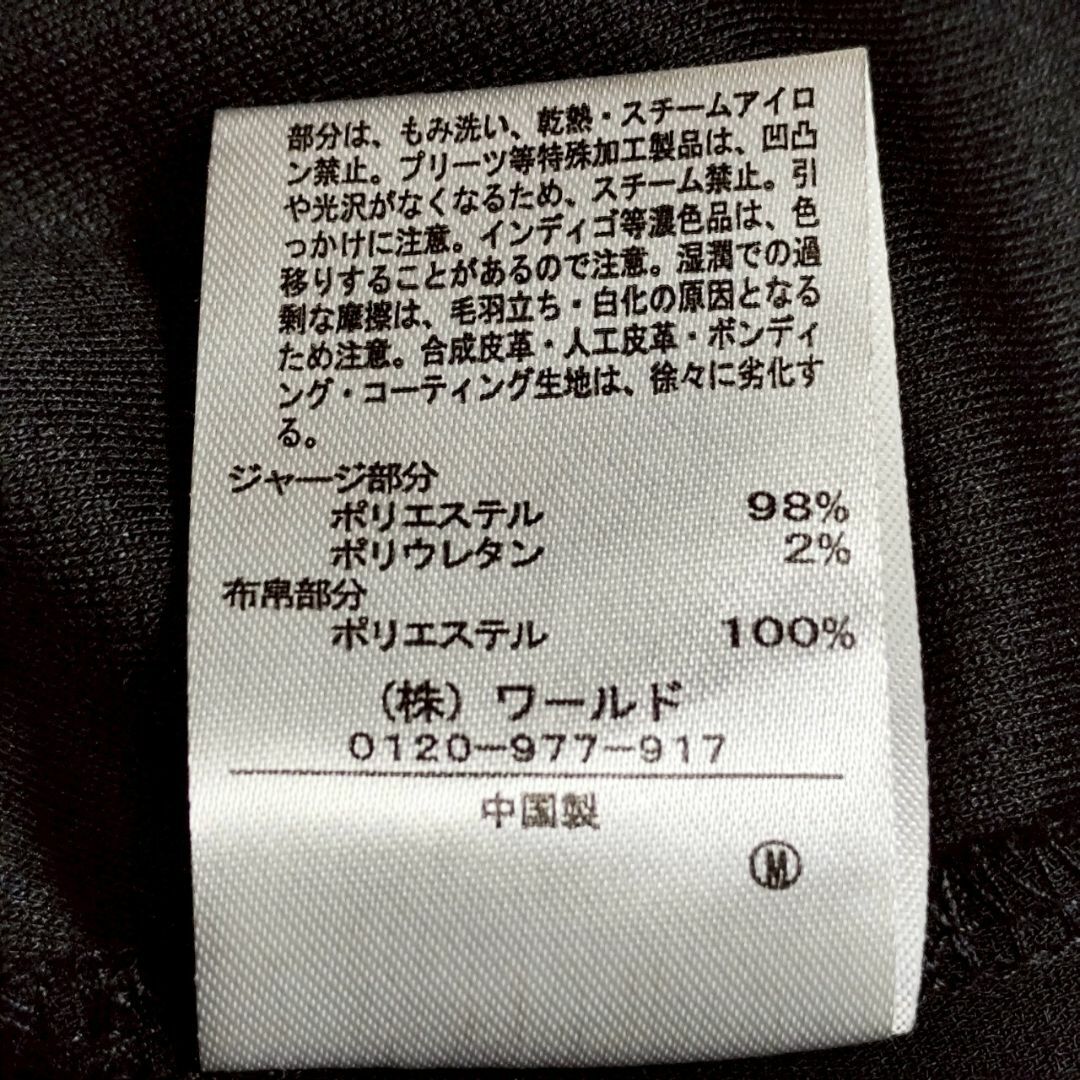 部分は、もみ洗い、乾熱・スチームアイロ
ン禁止。プリーツ等特殊加工製品は、凹凸
や光沢がなくなるため、スチーム禁止。引
っかけに注意。インディゴ等濃色品は、色
移りすることがあるので注意。湿潤での過
剰な摩擦は、毛羽立ち・白化の原因となる
ため注意。合成皮革・人工皮革・ボンディ
ング・コーティング生地は、徐々に劣化す
る。
ジャージ部分
ポリエステル 98%
ポリウレタン 2%
布帛部分
ポリエステル 100%
(株) ワールド
0120-977-917
中国製
Ⓜ